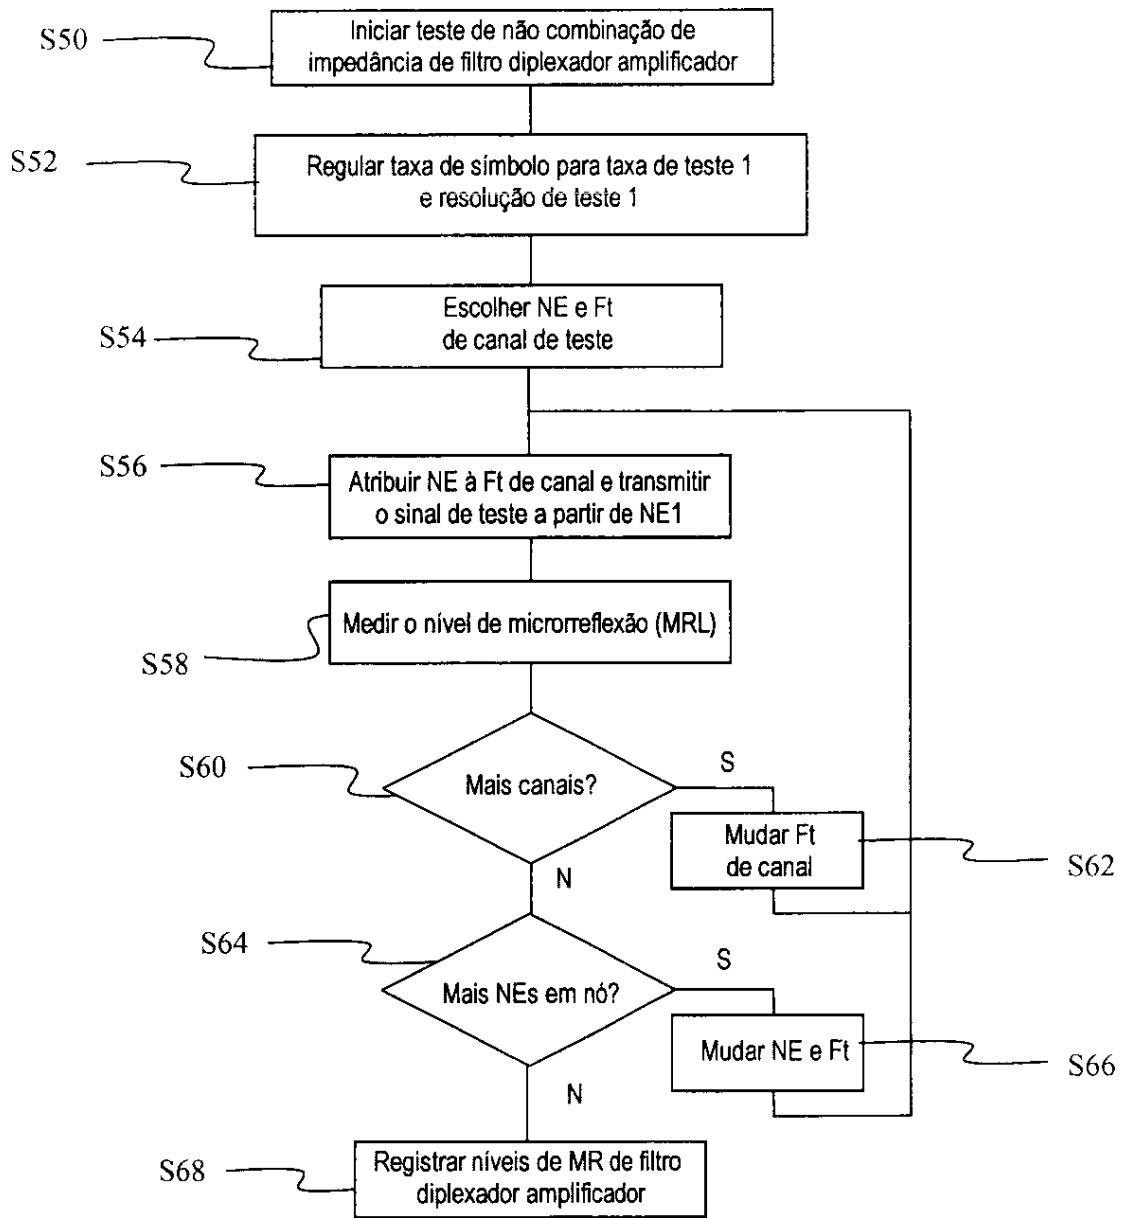 S50
Iniciar teste de não combinação de
impedância de filtro diplexador amplificador
S52
Regular taxa de símbolo para taxa de teste 1
e resolução de teste 1
S54
Escolher NE e Ft
de canal de teste
S56
Atribuir NE à Ft de canal e transmitir
o sinal de teste a partir de NE1
S58
Medir o nível de microrreflexão (MRL)
S60
Mais canais?
S
Mudar Ft
de canal
S62
N
S64
Mais NEs em nó?
S
Mudar NE e Ft
S66
N
S68
Registrar níveis de MR de filtro
diplexador amplificador